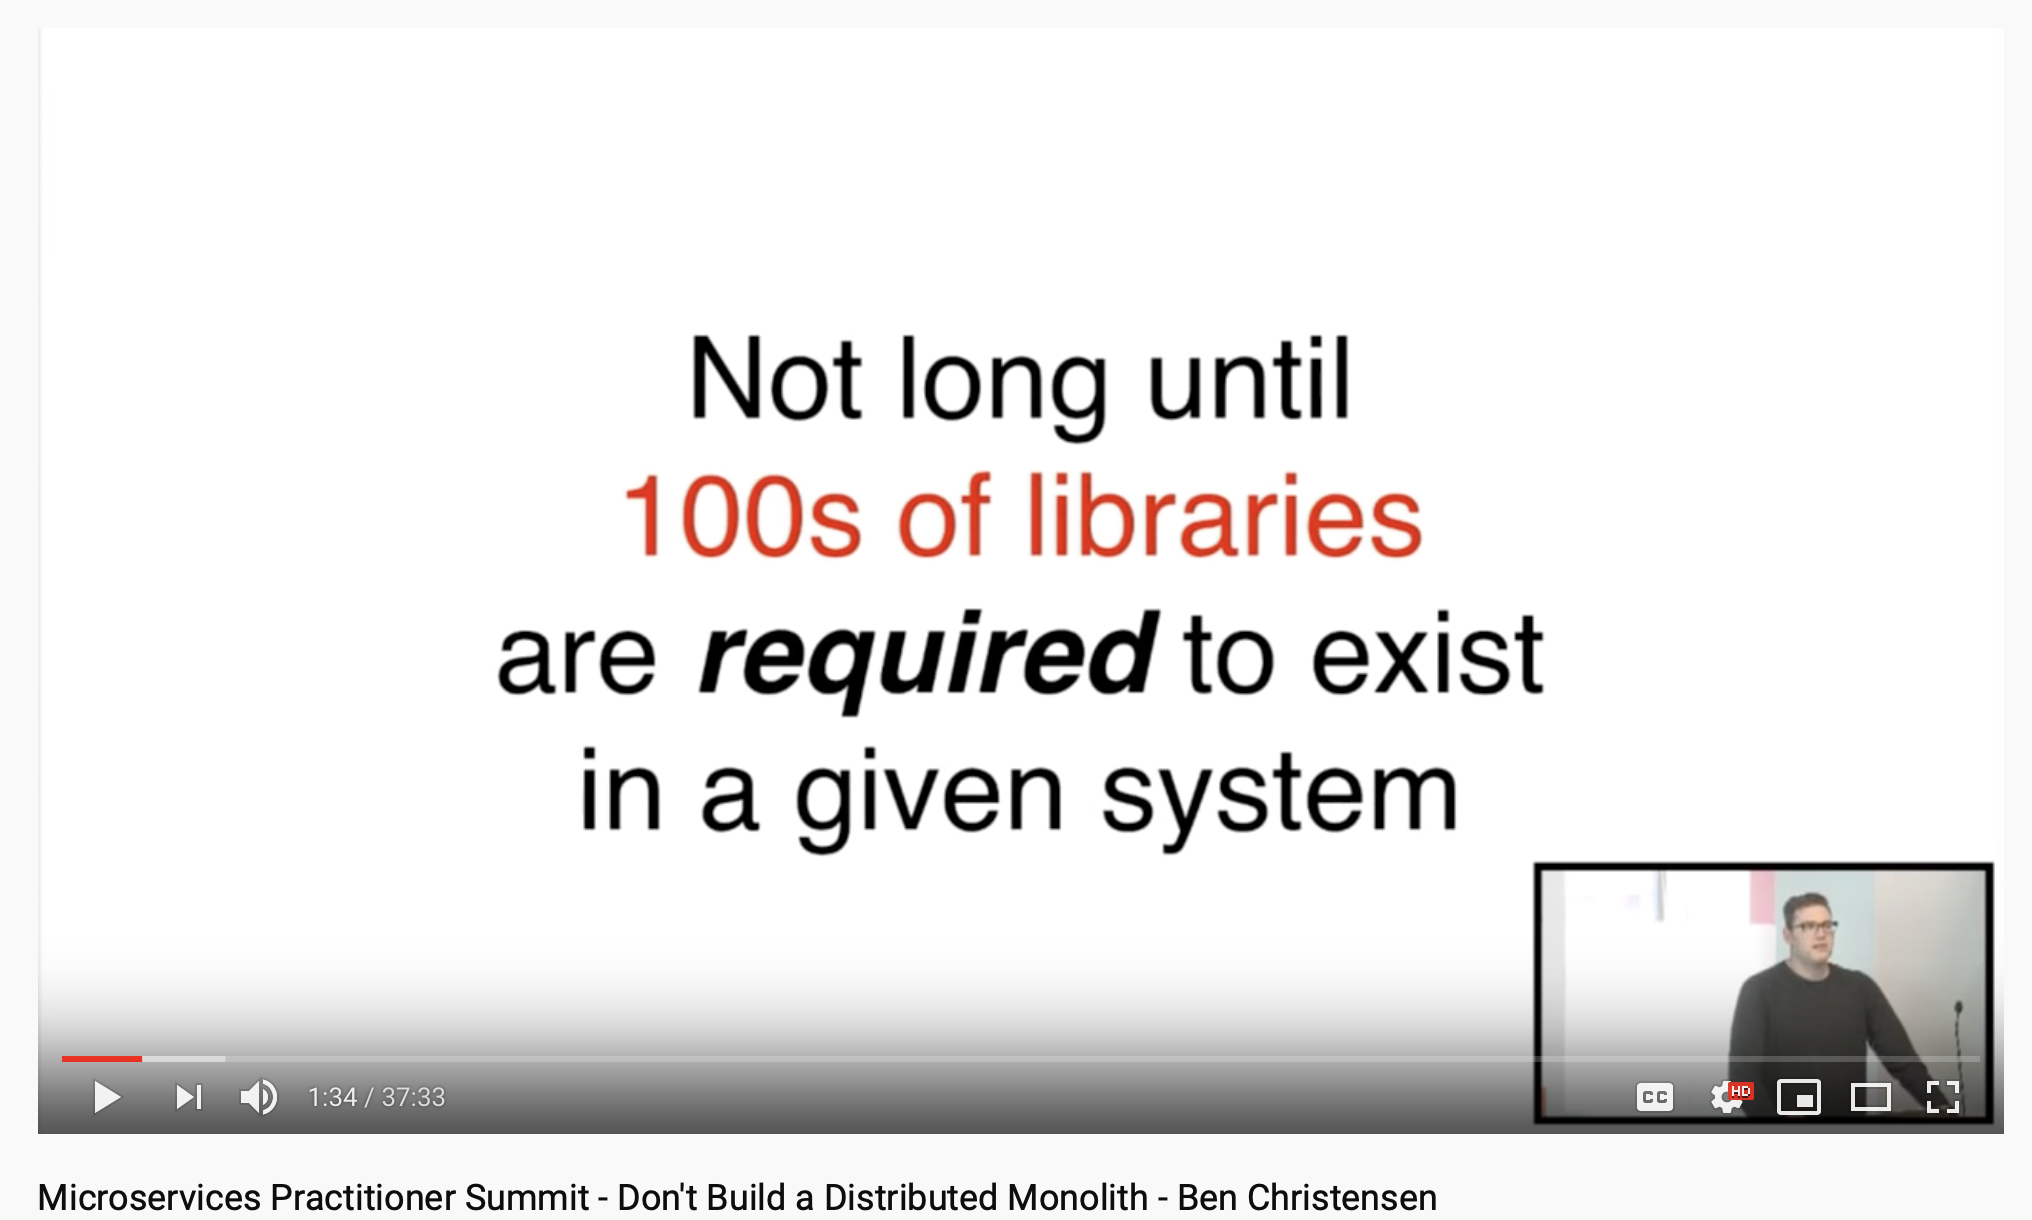 Not long until
100s of libraries
are required to exist
in a given system
1:34 / 37:33
CC
HD
Microservices Practitioner Summit - Don't Build a Distributed Monolith - Ben Christensen